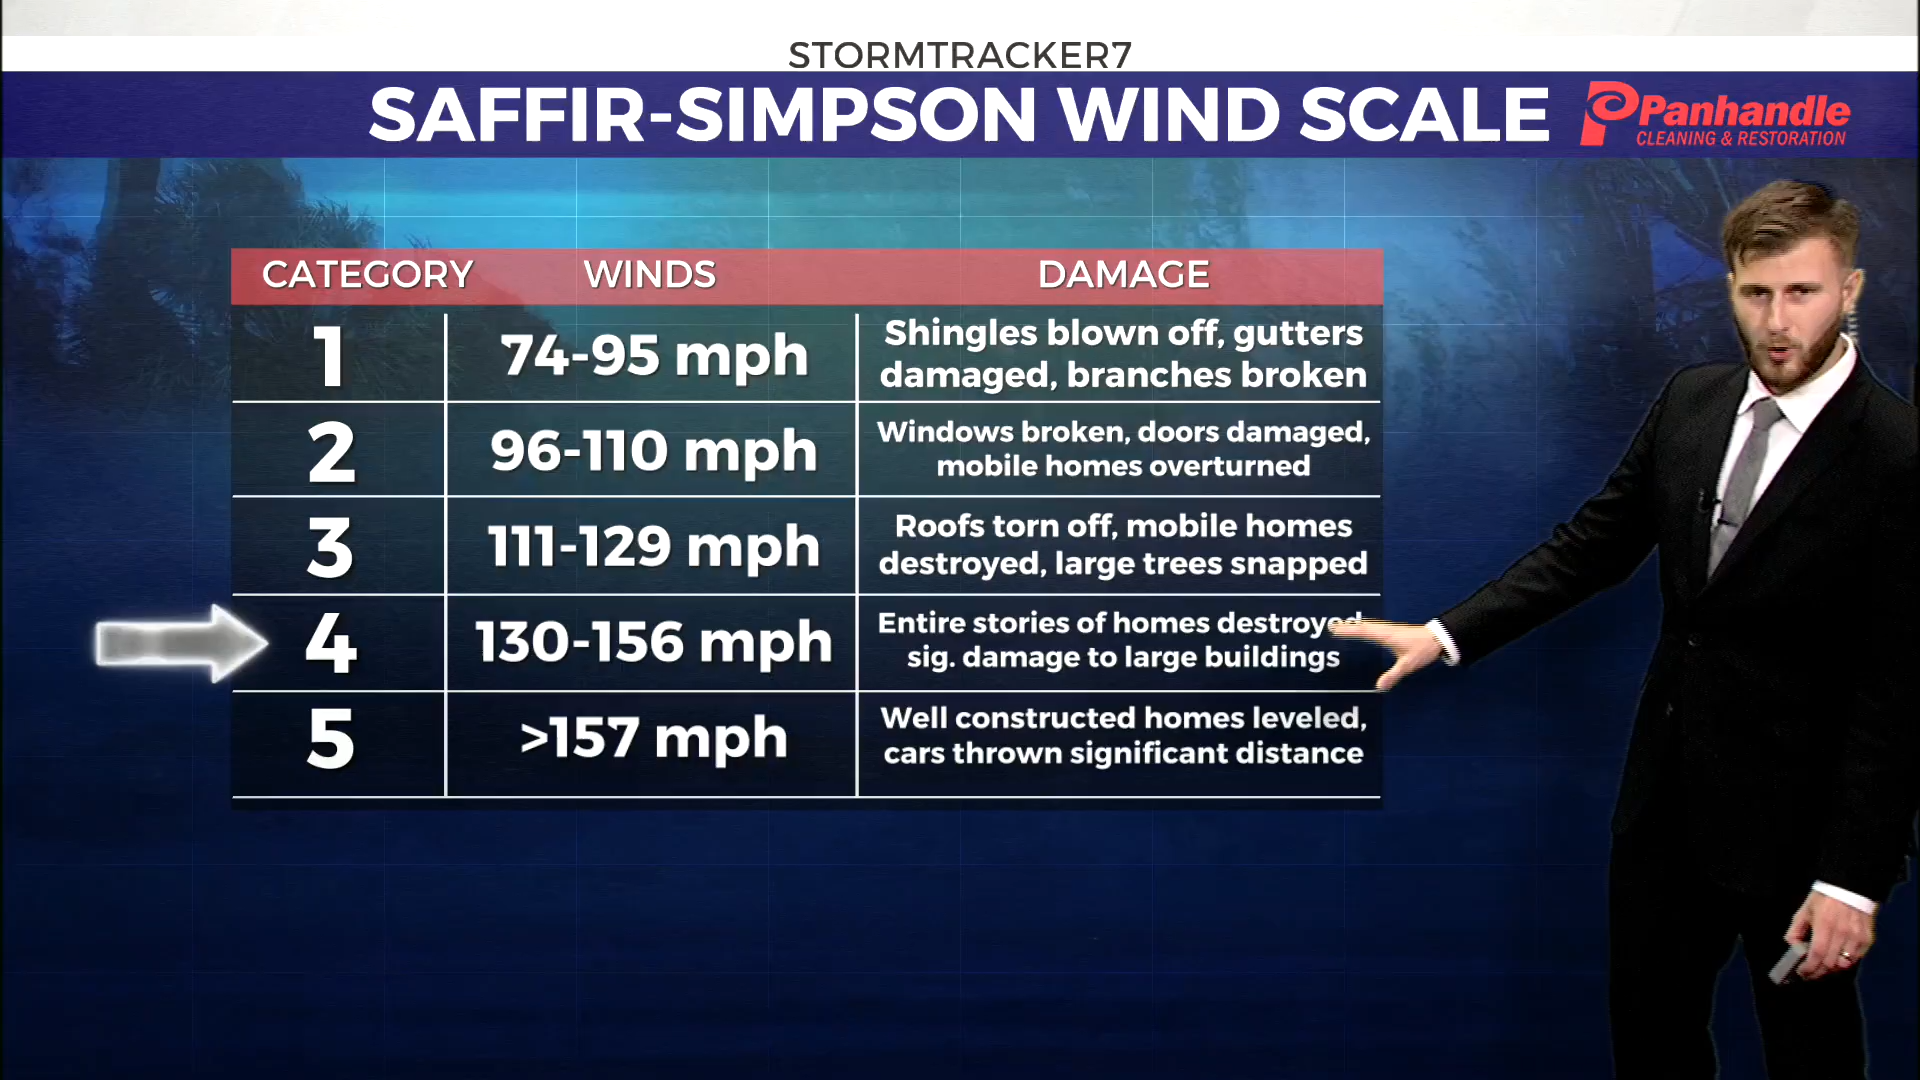 STORMTRACKER7
SAFFIR-SIMPSON WIND SCALE
Panhandle
CLEANING & RESTORATION
CATEGORY WINDS DAMAGE
1 74-95 mph Shingles blown off, gutters
damaged, branches broken
2 96-110 mph Windows broken, doors damaged,
mobile homes overturned
3 111-129 mph Roofs torn off, mobile homes
destroyed, large trees snapped
4 130-156 mph Entire stories of homes destroyed
sig. damage to large buildings
5 >157 mph Well constructed homes leveled,
cars thrown significant distance